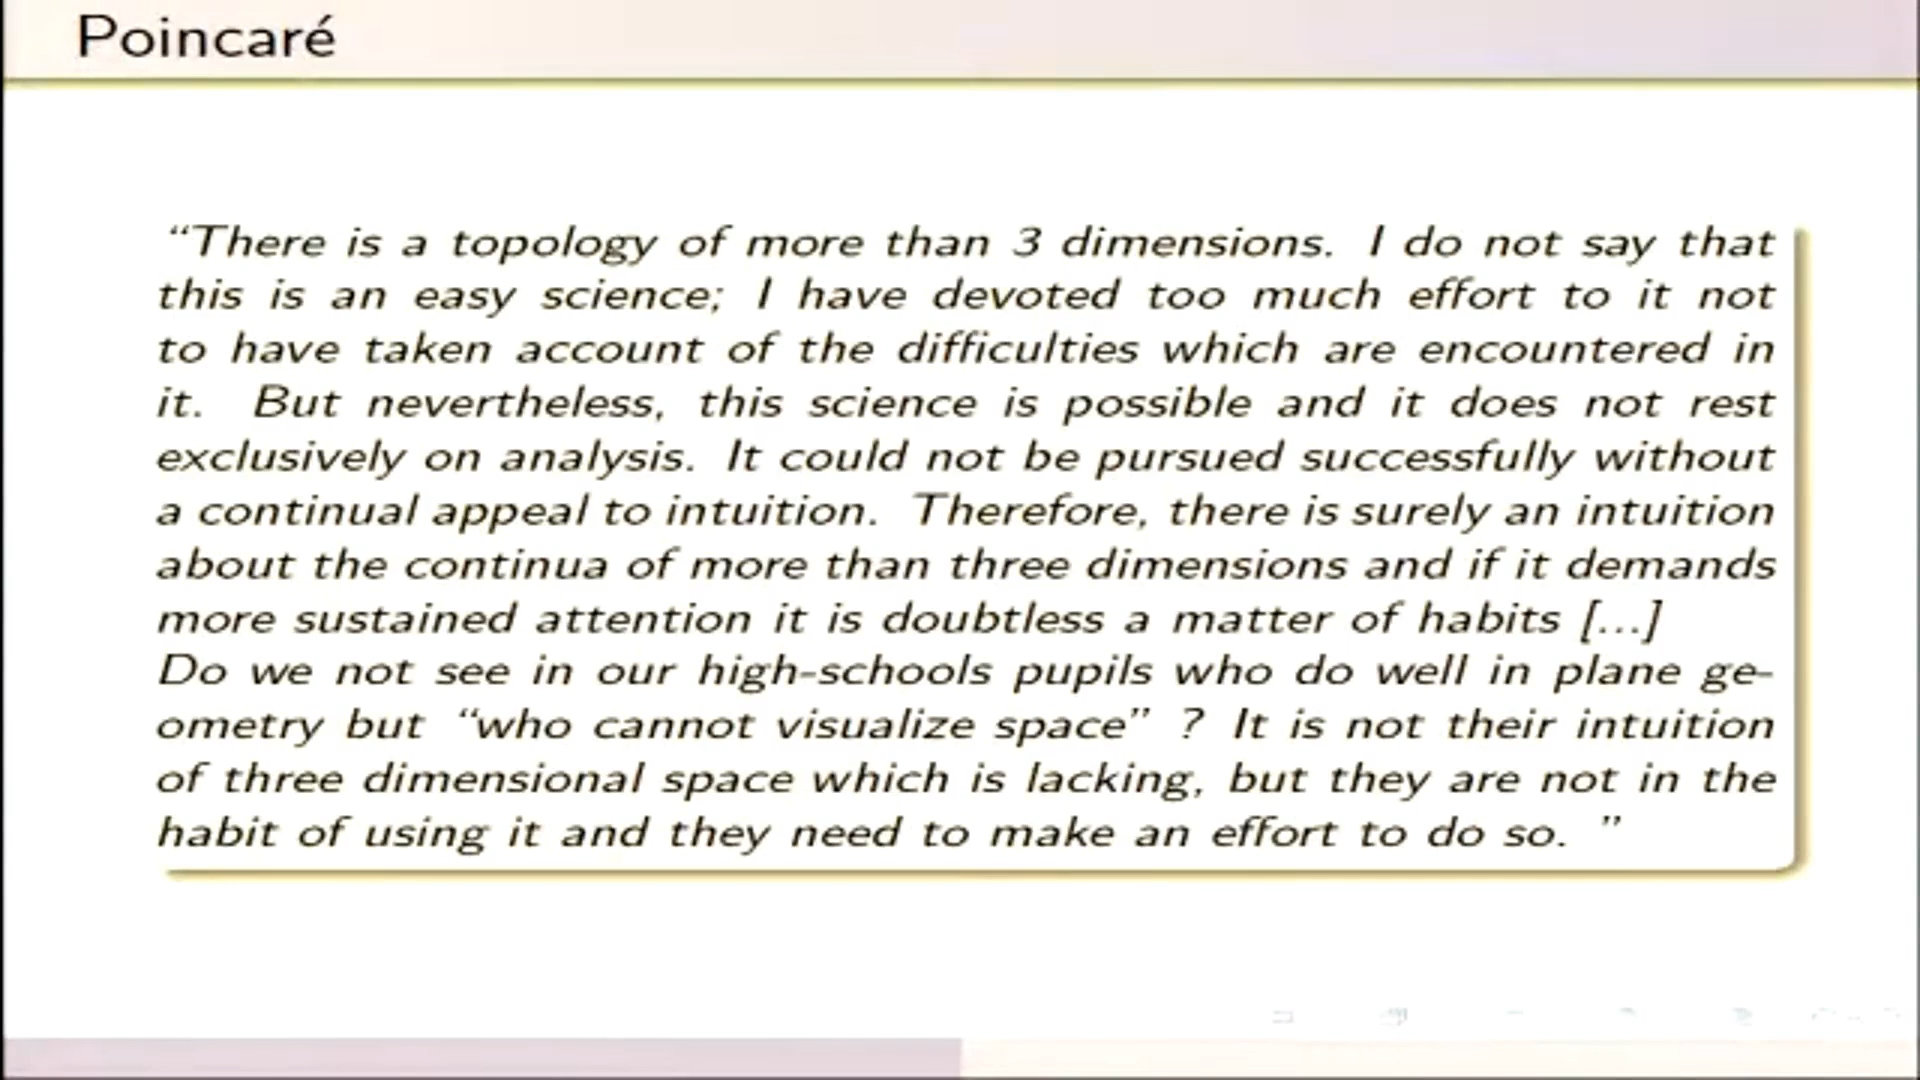 Poincaré
“There is a topology of more than 3 dimensions. I do not say that
this is an easy science; I have devoted too much effort to it not
to have taken account of the difficulties which are encountered in
it. But nevertheless, this science is possible and it does not rest
exclusively on analysis. It could not be pursued successfully without
a continual appeal to intuition. Therefore, there is surely an intuition
about the continua of more than three dimensions and if it demands
more sustained attention it is doubtless a matter of habits [...]
Do we not see in our high-schools pupils who do well in plane ge-
ometry but “who cannot visualize space” ? It is not their intuition
of three dimensional space which is lacking, but they are not in the
habit of using it and they need to make an effort to do so. ”